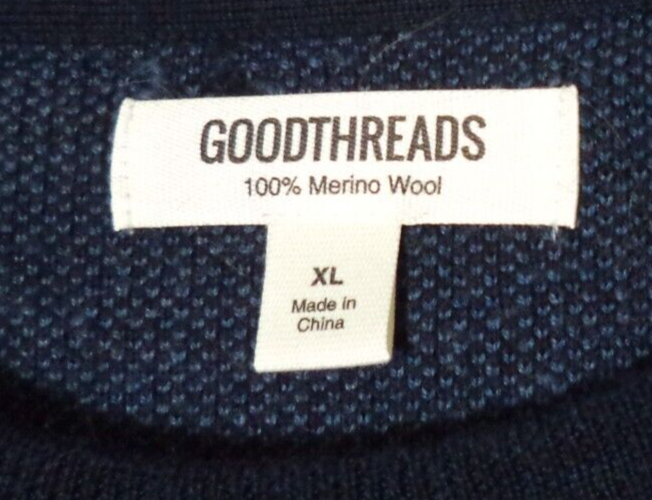 GOODTHREADS
100% Merino Wool
XL
Made in
China